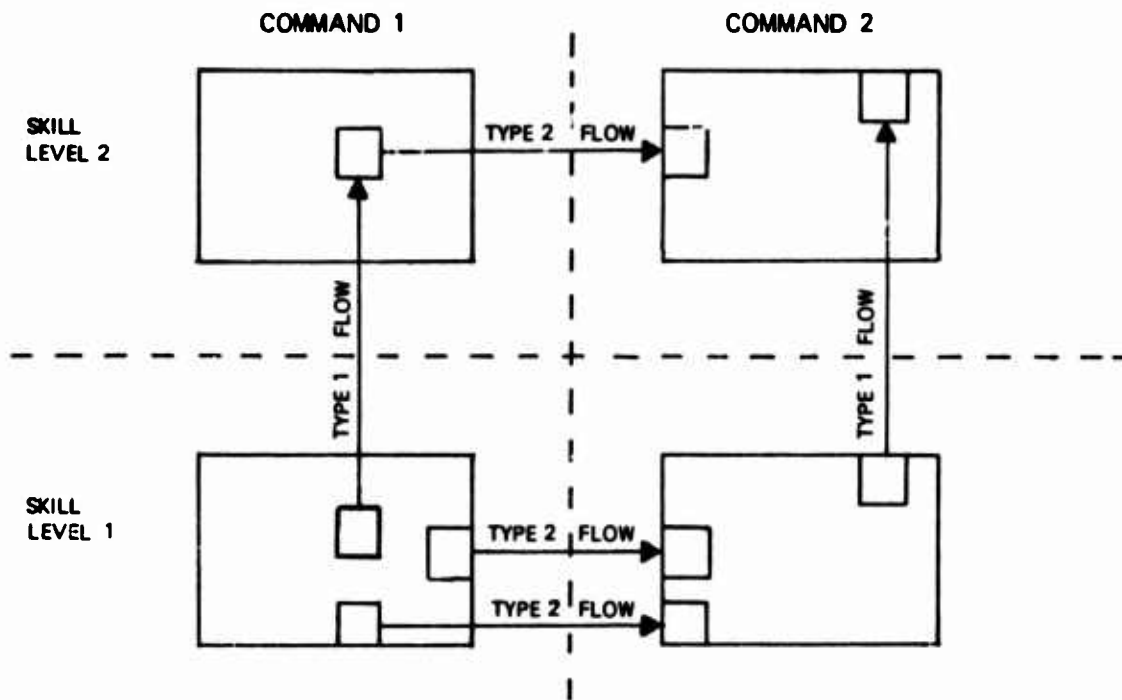 COMMAND 1
COMMAND 2
SKILL
LEVEL 2
TYPE 2 FLOW
TYPE 1 FLOW
TYPE 1 FLOW
SKILL
LEVEL 1
TYPE 2 FLOW
TYPE 2 FLOW